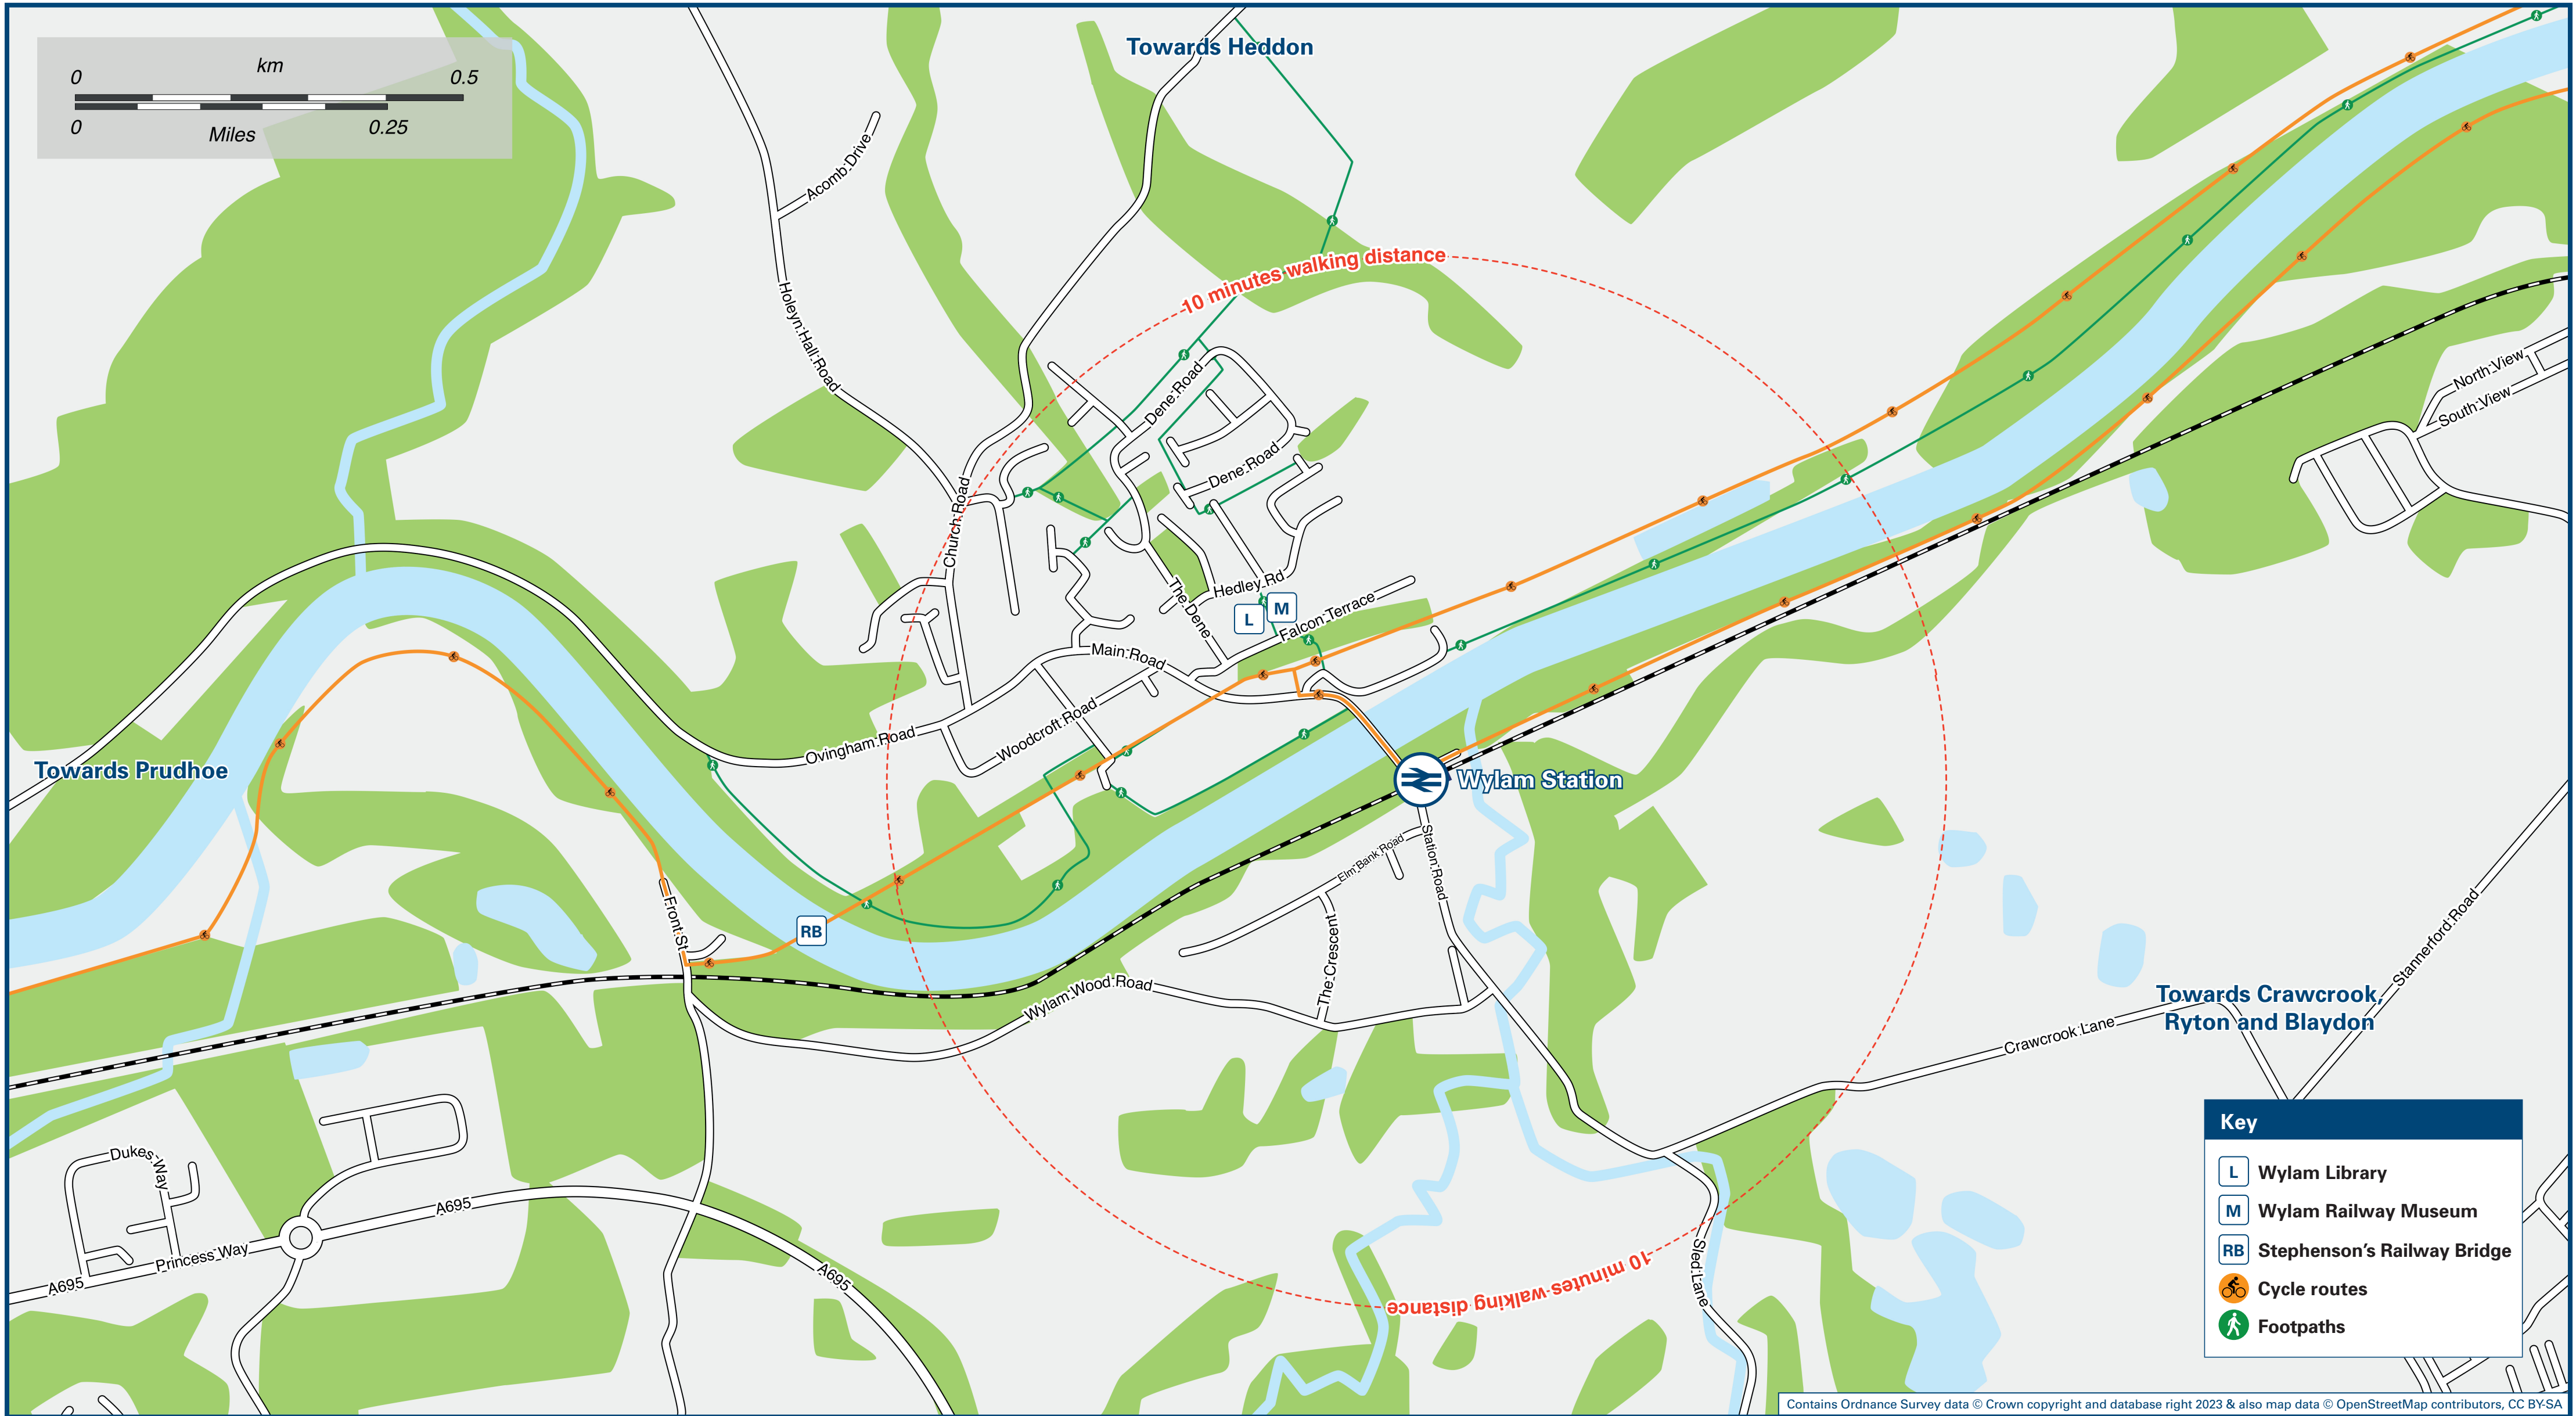 Towards Heddon
km
0
0.5
0
Miles
0.25
Acomb Drive
10 minutes walking distance
Holeyn Hall Road
North View
South View
Dene Road
Dene Road
Church Road
Hedley Rd
The Dene
L
M
Falcon Terrace
Main Road
Woodcroft Road
Ovingham Road
Towards Prudhoe
Wylam Station
Station Road
Elm Bank Road
Front St
RB
The Crescent
Wylam Wood Road
Stannerford Road
Towards Crawcrook,
Ryton and Blaydon
Crawcrook Lane
Dukes Way
A695
Princess Way
A695
A695
Sled Lane
10 minutes walking distance
Key
L Wylam Library
M Wylam Railway Museum
RB Stephenson's Railway Bridge
Cycle routes
Footpaths
Contains Ordnance Survey data © Crown copyright and database right 2023 & also map data © OpenStreetMap contributors, CC BY-SA